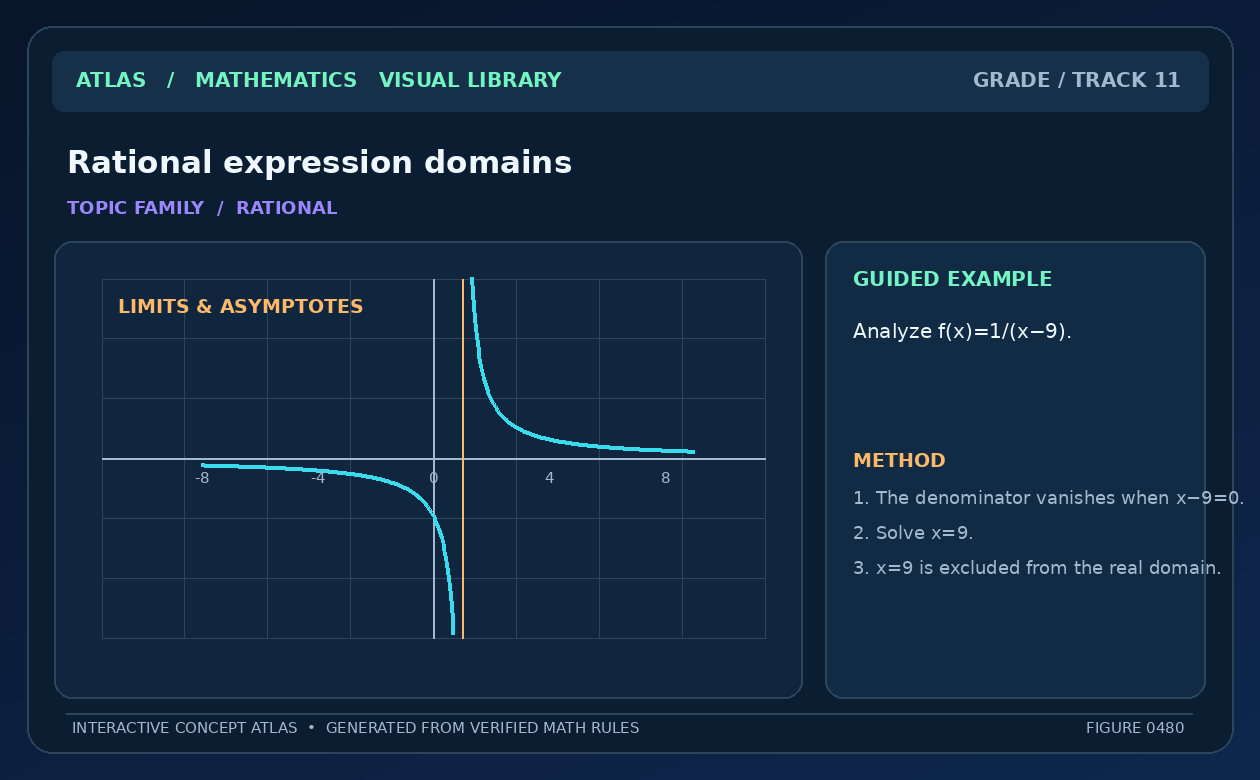 ATLAS / MATHEMATICS VISUAL LIBRARY
GRADE / TRACK 11
Rational expression domains
TOPIC FAMILY / RATIONAL
LIMITS & ASYMPTOTES
-8 -4 0 4 8
GUIDED EXAMPLE
Analyze f(x)=1/(x−9).
METHOD
1. The denominator vanishes when x−9=0.
2. Solve x=9.
3. x=9 is excluded from the real domain.
INTERACTIVE CONCEPT ATLAS • GENERATED FROM VERIFIED MATH RULES
FIGURE 0480